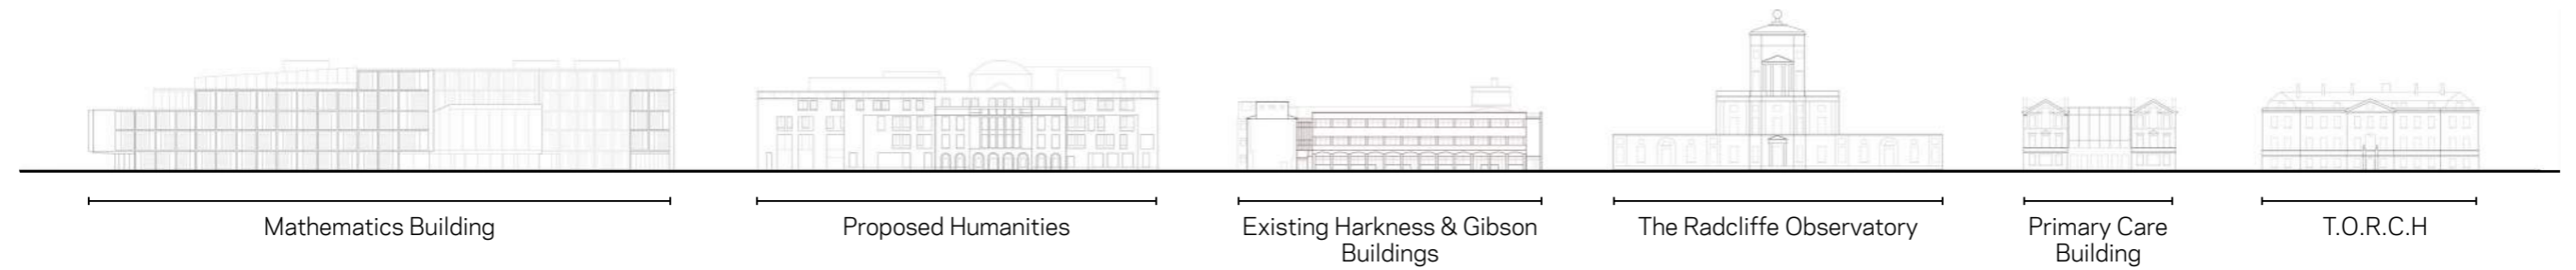 Mathematics Building
Proposed Humanities
Existing Harkness & Gibson
Buildings
The Radcliffe Observatory
Primary Care
Building
T.O.R.C.H